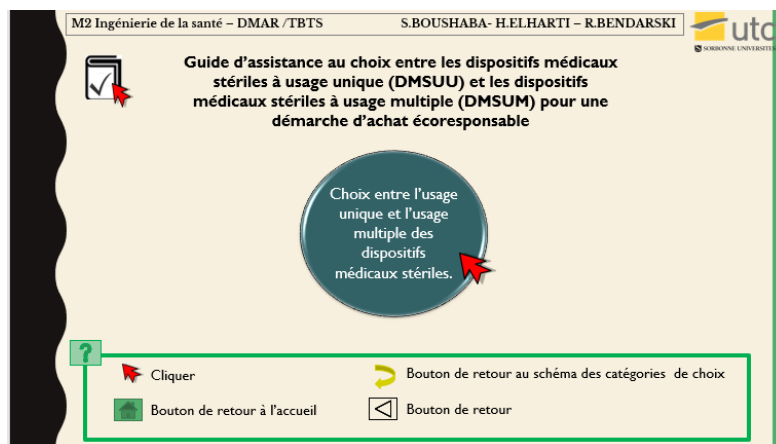 M2 Ingénierie de la santé – DMAR /TBTS S.BOUSHABA- H.ELHARTI – R.BENDARSKI
utc
SORBONNE UNIVERSITES
Guide d’assistance au choix entre les dispositifs médicaux
stériles à usage unique (DMSUU) et les dispositifs
médicaux stériles à usage multiple (DMSUM) pour une
démarche d’achat écoresponsable
Choix entre l’usage
unique et l’usage
multiple des
dispositifs
médicaux stériles.
?
Cliquer
Bouton de retour au schéma des catégories de choix
Bouton de retour à l’accueil
Bouton de retour